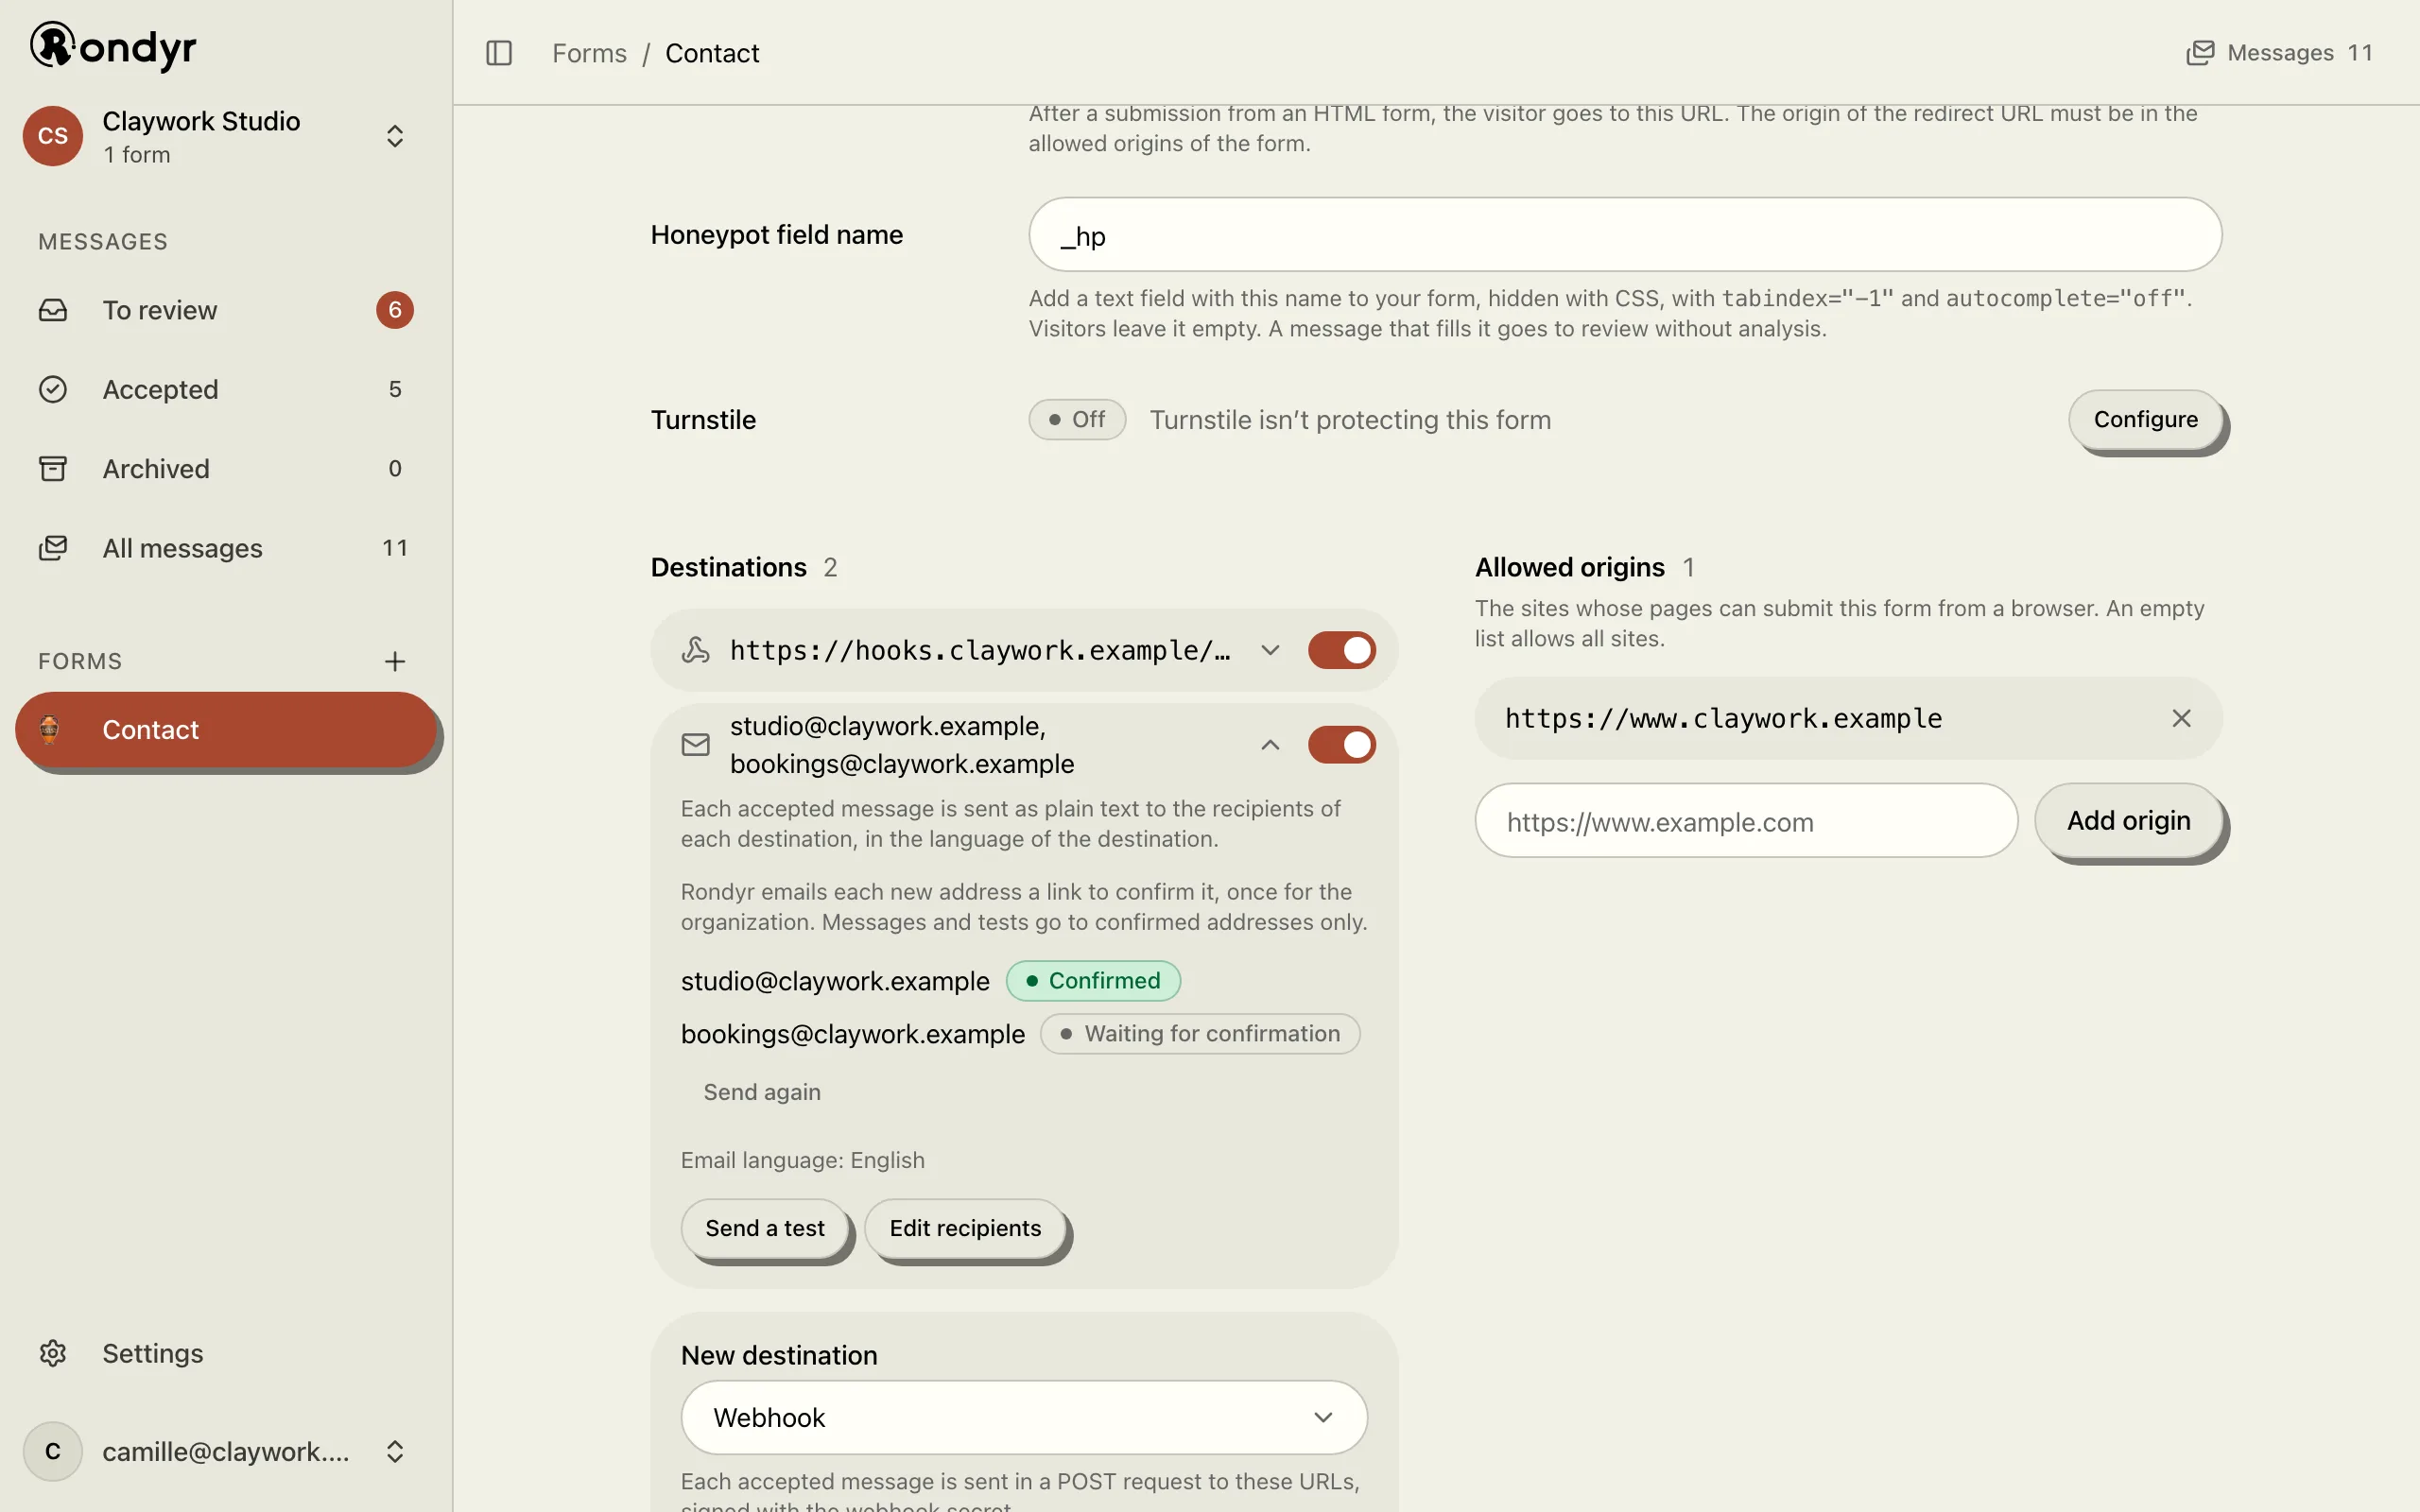 Rondyr
CS
Claywork Studio
1 form
MESSAGES
To review 6
Accepted 5
Archived 0
All messages 11
FORMS
Contact
Settings
C
camille@claywork....
Forms / Contact
Messages 11
After a submission from an HTML form, the visitor goes to this URL. The origin of the redirect URL must be in the
allowed origins of the form.
Honeypot field name
_hp
Add a text field with this name to your form, hidden with CSS, with tabindex="-1" and autocomplete="off".
Visitors leave it empty. A message that fills it goes to review without analysis.
Turnstile
Off
Turnstile isn’t protecting this form
Configure
Destinations 2
https://hooks.claywork.example/…
studio@claywork.example,
bookings@claywork.example
Each accepted message is sent as plain text to the recipients of
each destination, in the language of the destination.
Rondyr emails each new address a link to confirm it, once for the
organization. Messages and tests go to confirmed addresses only.
studio@claywork.example Confirmed
bookings@claywork.example Waiting for confirmation
Send again
Email language: English
Send a test
Edit recipients
New destination
Webhook
Each accepted message is sent in a POST request to these URLs,
signed with the webhook secret.
Allowed origins 1
The sites whose pages can submit this form from a browser. An empty
list allows all sites.
https://www.claywork.example
https://www.example.com
Add origin